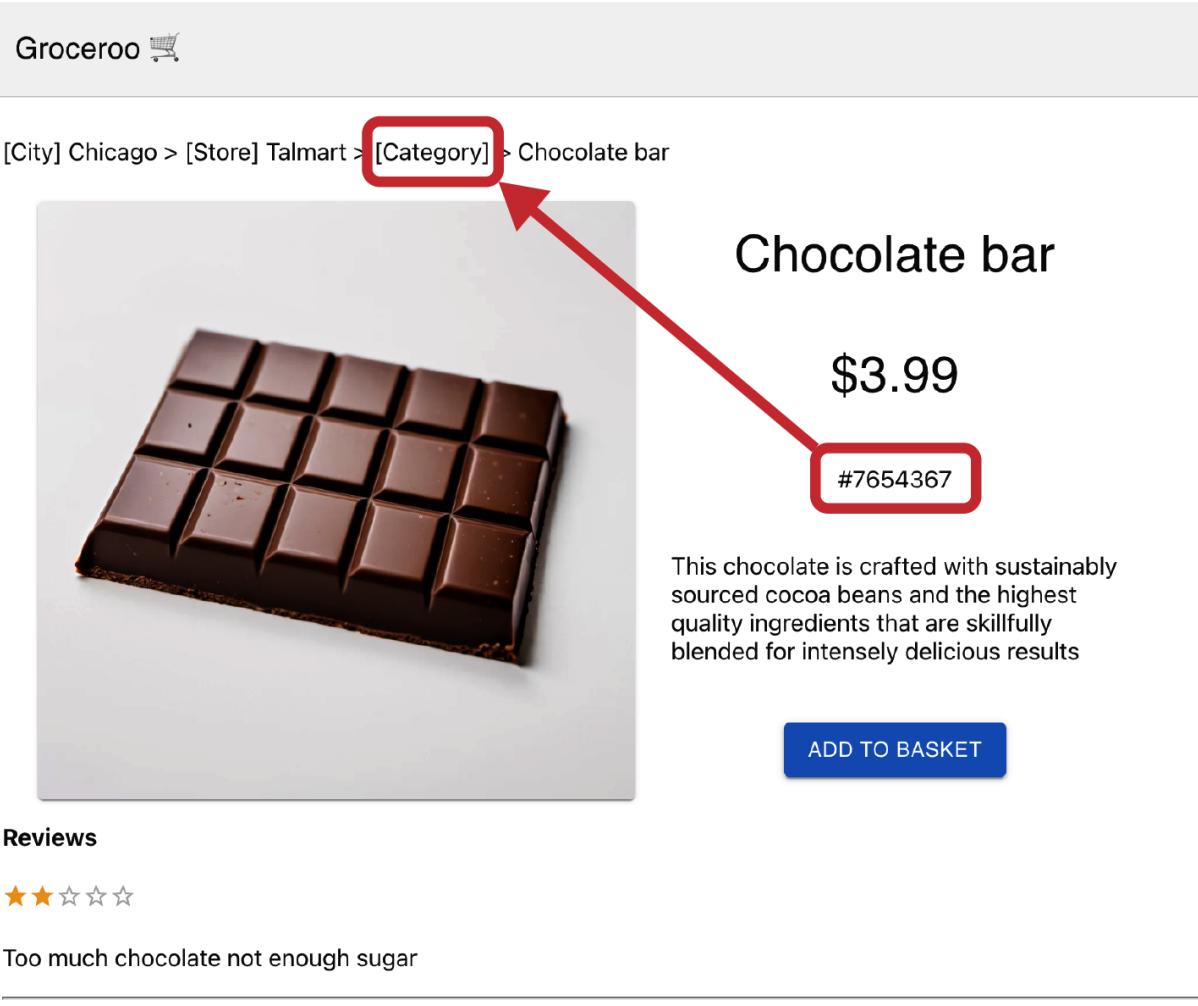 Groceroo
[City] Chicago > [Store] Talmart > [Category] > Chocolate bar
Chocolate bar
$3.99
#7654367
This chocolate is crafted with sustainably
sourced cocoa beans and the highest
quality ingredients that are skillfully
blended for intensely delicious results
ADD TO BASKET
Reviews
Too much chocolate not enough sugar